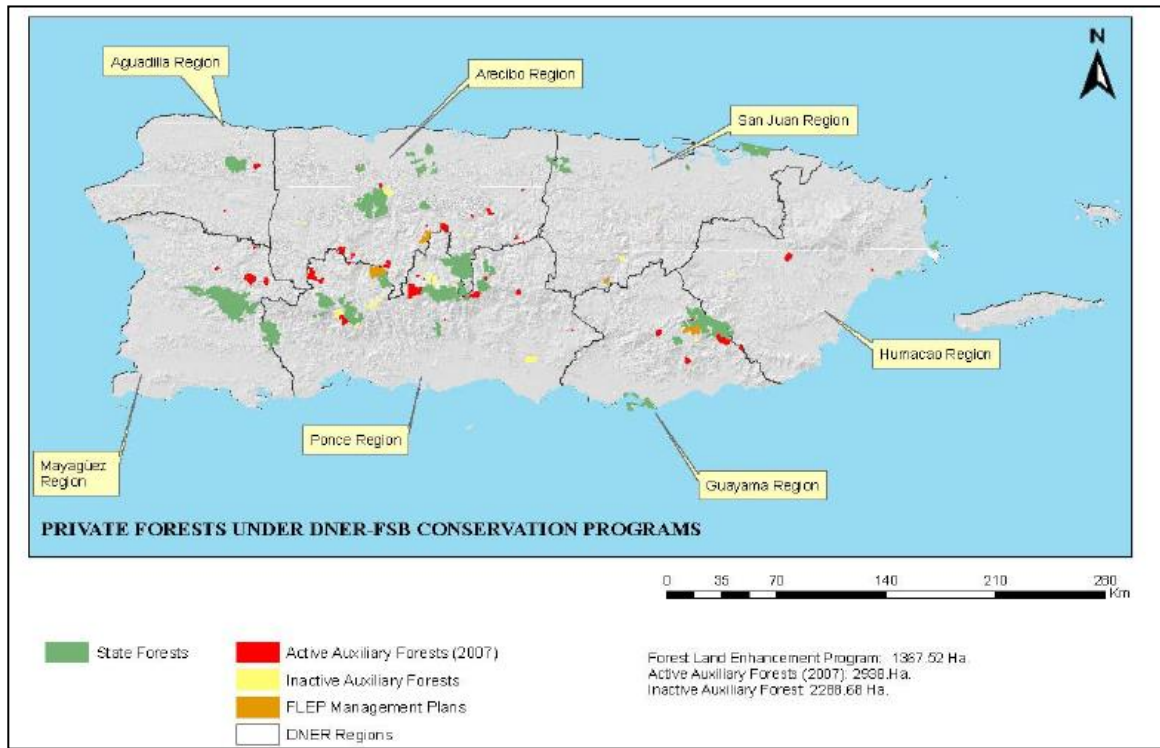 N
Aguadilla Region
Arecibo Region
San Juan Region
Humacao Region
Ponce Region
Mayagüez
Region
Guayama Region
PRIVATE FORESTS UNDER DNER-FSB CONSERVATION PROGRAMS
0 35 70 140 210 280
Km
State Forests
Active Auxiliary Forests (2007)
Inactive Auxiliary Forests
FLEP Management Plans
DNER Regions
Forest Land Enhancement Program: 1387.52 Ha.
Active Auxiliary Forests (2007): 2938.Ha.
Inactive Auxiliary Forest: 2288.68 Ha.